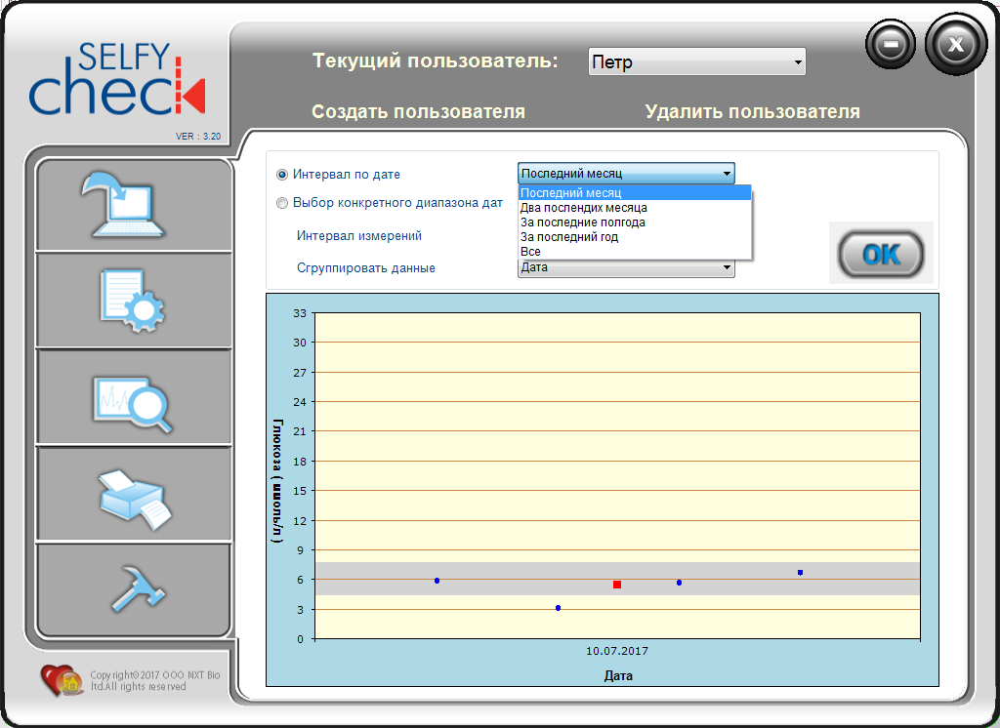 SELFY
check
VER : 3.20
Текущий пользователь:
Петр
X
Создать пользователя
Удалить пользователя
Интервал по дате
Последний месяц
Выбор конкретного диапазона дат
Последний месяц
Два послендих месяца
За последние полгода
За последний год
Все
Интервал измерений
Сгруппировать данные
Дата
OK
33
30
27
24
21
18
15
12
9
6
3
0
Глюкоза ( ммоль/л )
10.07.2017
Дата
Copyright©2017 OOO NXT Bio
ltd.All rights reserved